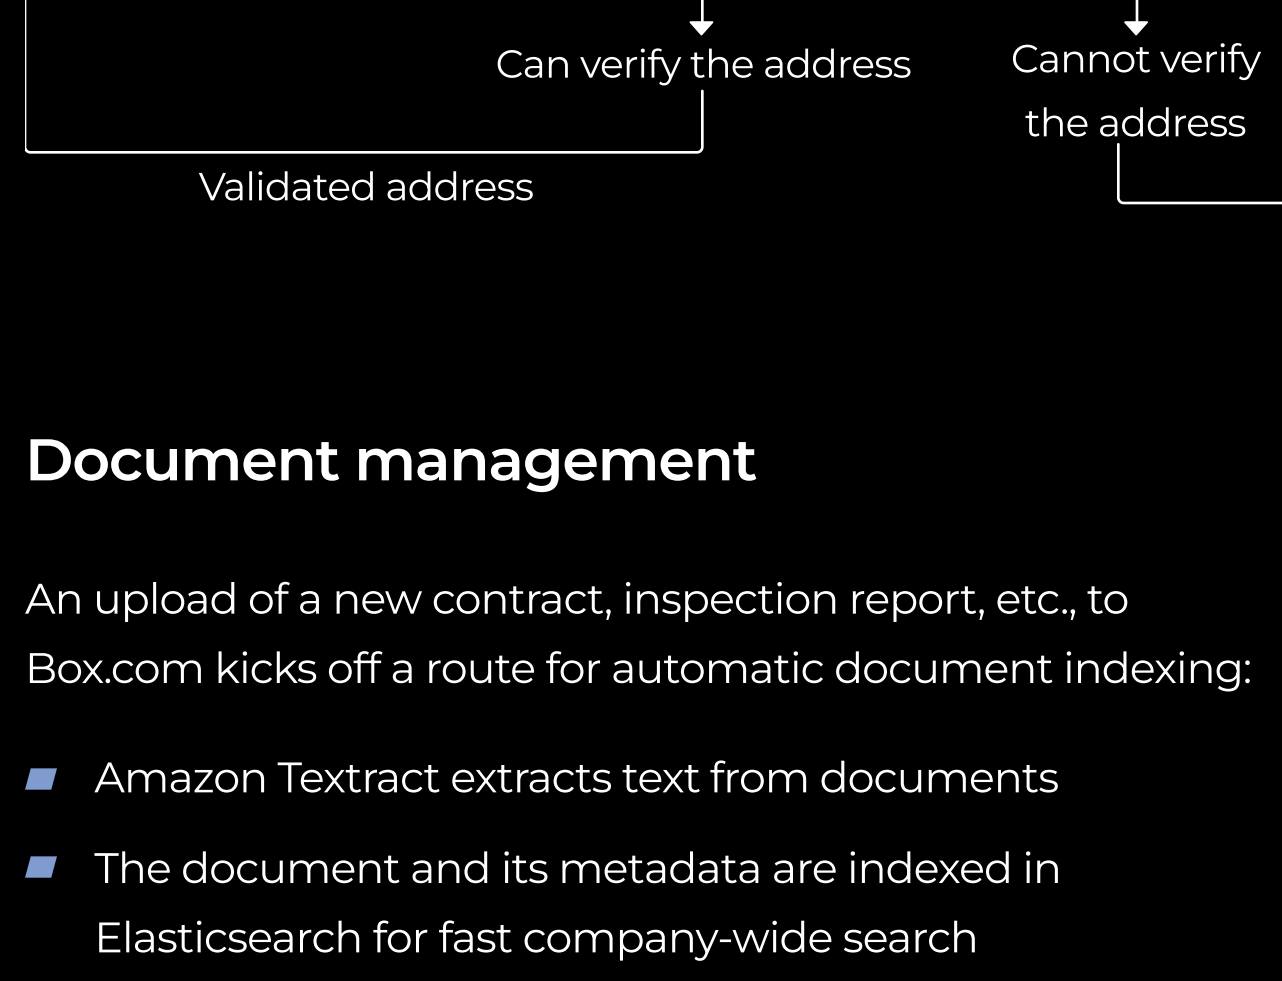 Can verify the address
Cannot verify
the address
Validated address
Document management
An upload of a new contract, inspection report, etc., to
Box.com kicks off a route for automatic document indexing:
Amazon Textract extracts text from documents
The document and its metadata are indexed in
Elasticsearch for fast company-wide search